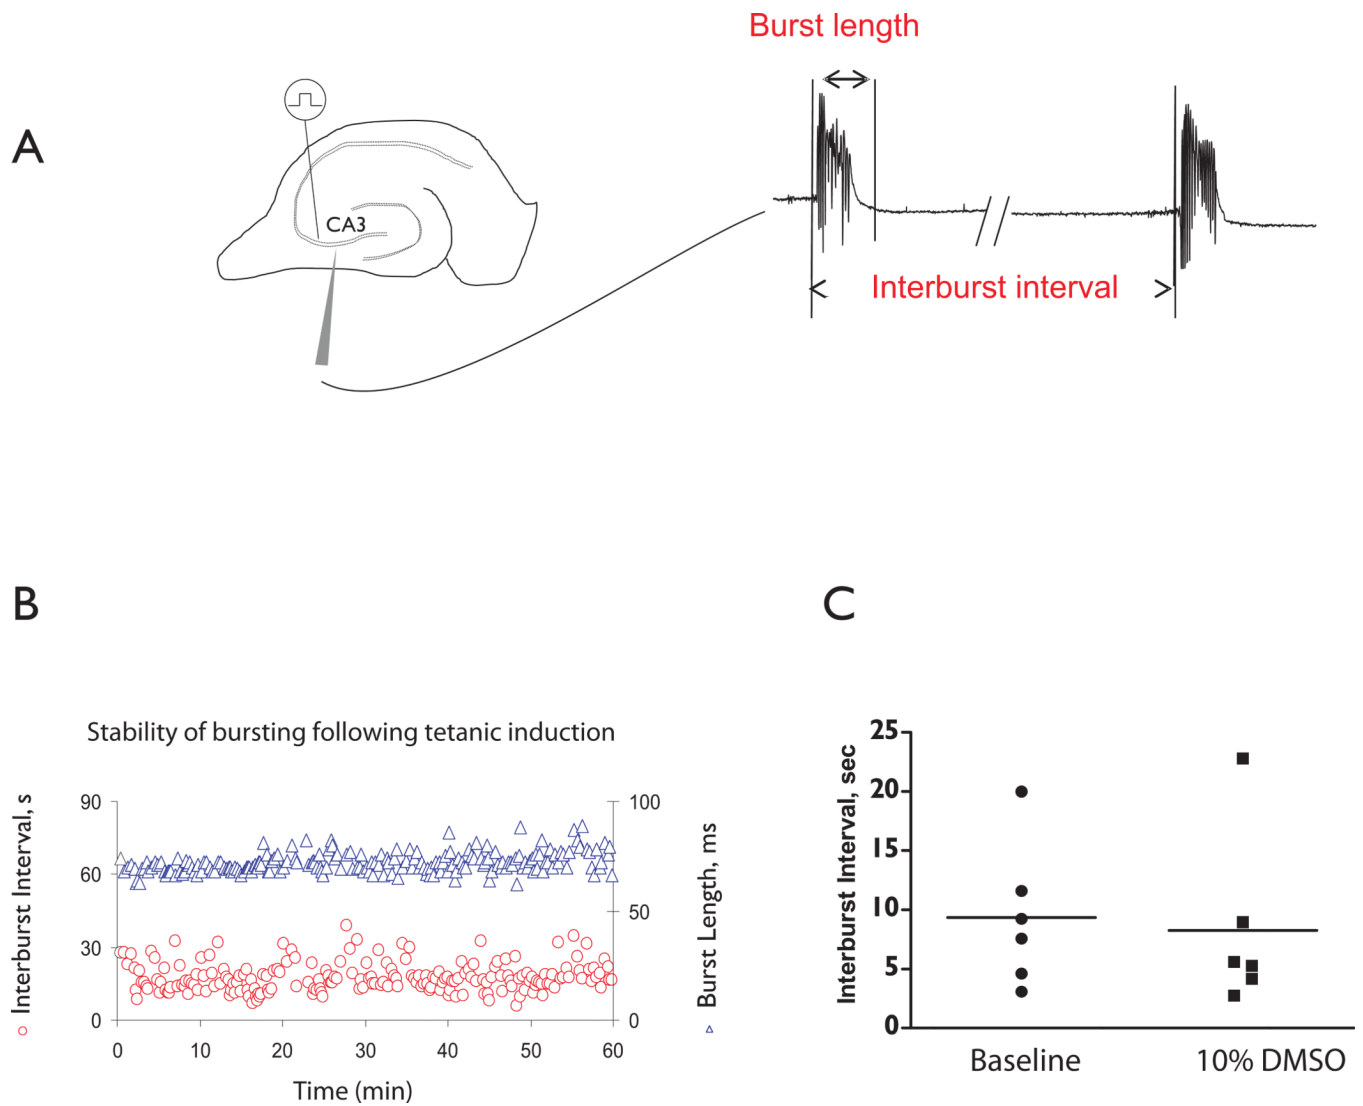 A
Burst length
CA3
Interburst interval
B
Stability of bursting following tetanic induction
Interburst Interval, s
90
60
30
0
100
50
0
Burst Length, ms
0 10 20 30 40 50 60
Time (min)
C
Interburst Interval, sec
25
20
15
10
5
0
Baseline 10% DMSO